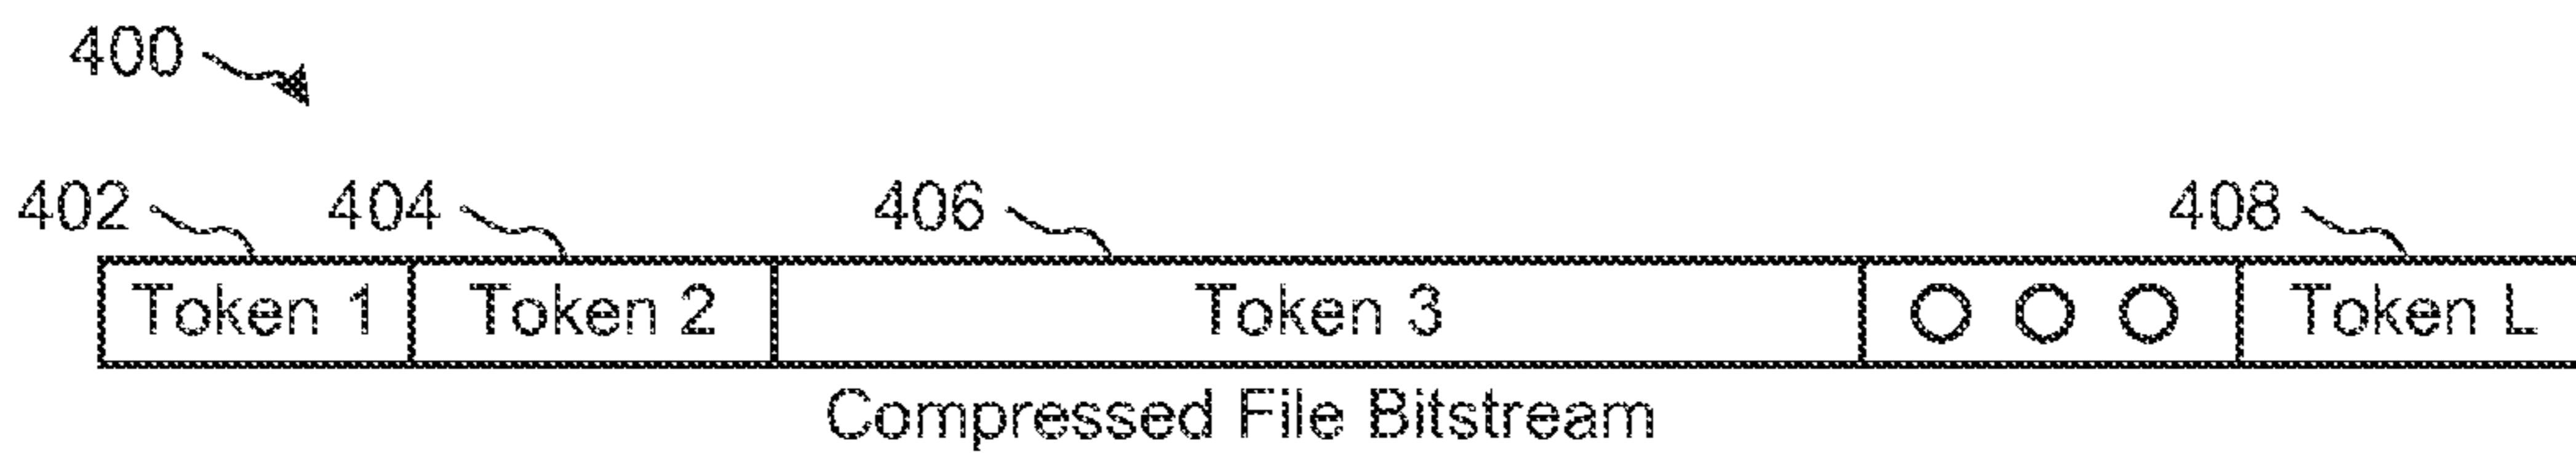 400
402 404 406 408
Token 1 Token 2 Token 3 Token L
Compressed File Bitstream